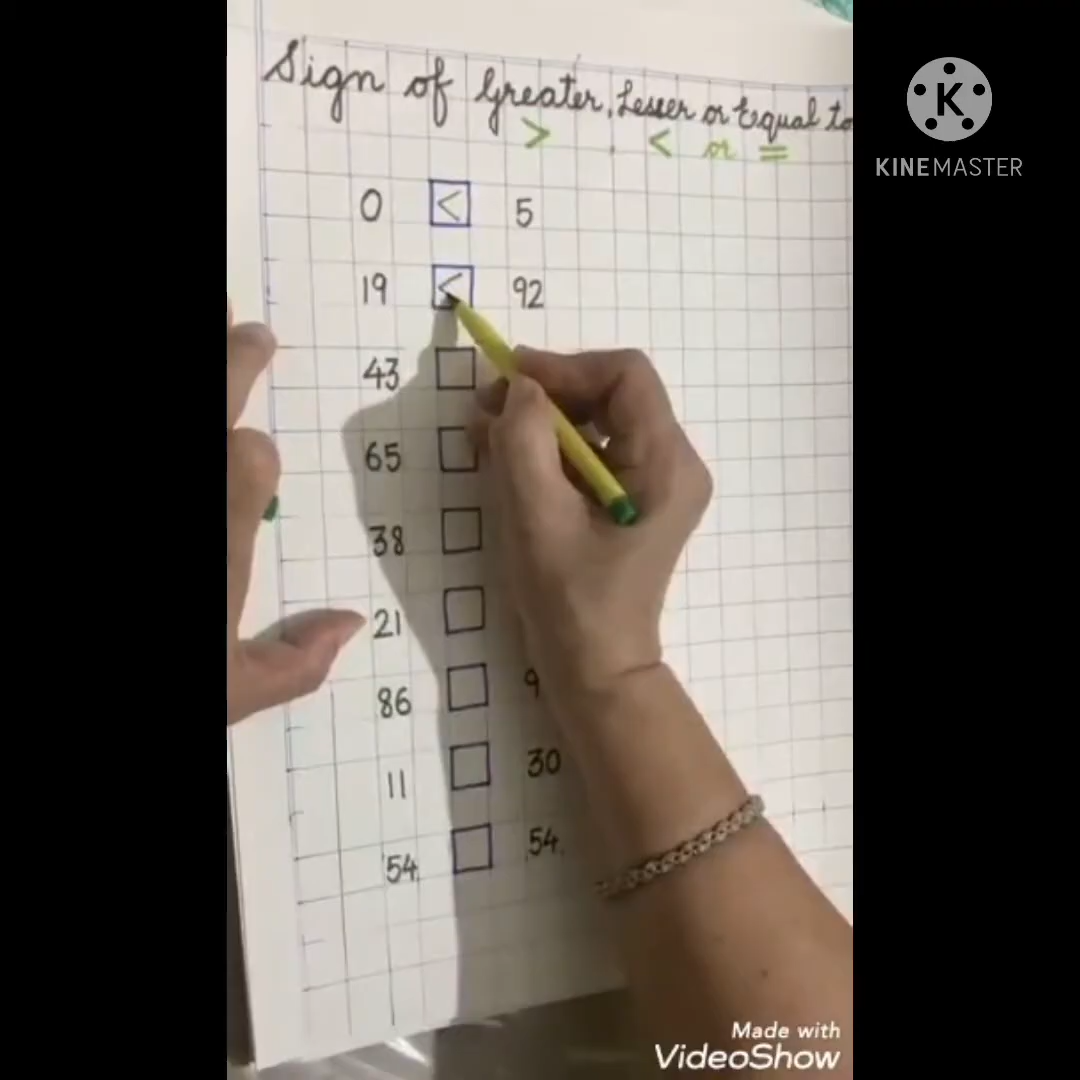 Sign of Greater, Lesser or Equal to
> , < or =
0 < 5
19 < 92
43
65
38
21
86 9
11 30
54 54
KINEMASTER
Made with
VideoShow